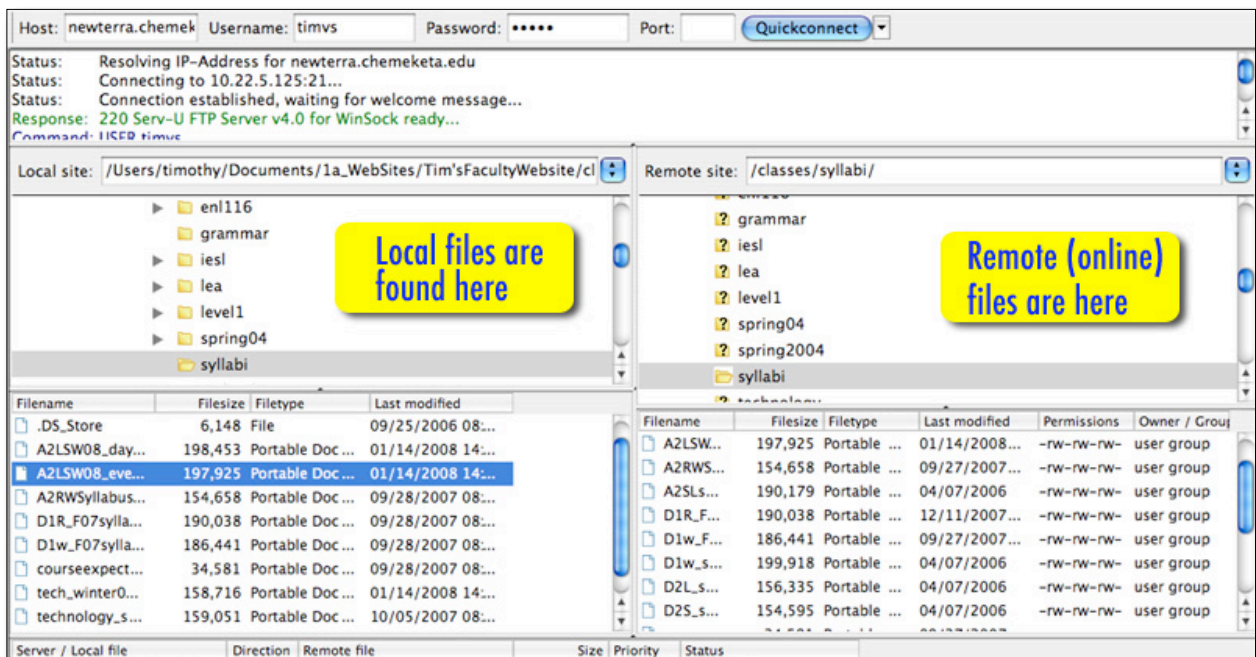 Host: newterra.chemek Username: timvs Password: ••••• Port: Quickconnect
Status: Resolving IP-Address for newterra.chemeketa.edu
Status: Connecting to 10.22.5.125:21...
Status: Connection established, waiting for welcome message...
Response: 220 Serv-U FTP Server v4.0 for WinSock ready...
Command: USER timvs
Local site: /Users/timothy/Documents/1a_WebSites/Tim'sFacultyWebsite/cl
enl116
grammar
iesl
lea
level1
spring04
syllabi
Local files are
found here
Filename Filesize Filetype Last modified
.DS_Store 6,148 File 09/25/2006 08:...
A2LSW08_day... 198,453 Portable Doc ... 01/14/2008 14:...
A2LSW08_eve... 197,925 Portable Doc ... 01/14/2008 14:...
A2RWSyllabus... 154,658 Portable Doc ... 09/28/2007 08:...
D1R_F07sylla... 190,038 Portable Doc ... 09/28/2007 08:...
D1w_F07sylla... 186,441 Portable Doc ... 09/28/2007 08:...
courseexpect... 34,581 Portable Doc ... 09/28/2007 08:...
tech_winter0... 158,716 Portable Doc ... 01/14/2008 14:...
technology_s... 159,051 Portable Doc ... 10/05/2007 08:...
Remote site: /classes/syllabi/
grammar
iesl
lea
level1
spring04
spring2004
syllabi
technology
Remote (online)
files are here
Filename Filesize Filetype Last modified Permissions Owner / Group
A2LSW... 197,925 Portable ... 01/14/2008... -rw-rw-rw- user group
A2RWS... 154,658 Portable ... 09/27/2007... -rw-rw-rw- user group
A2SLs... 190,179 Portable ... 04/07/2006 -rw-rw-rw- user group
D1R_F... 190,038 Portable ... 12/11/2007... -rw-rw-rw- user group
D1w_F... 186,441 Portable ... 09/27/2007... -rw-rw-rw- user group
D1w_s... 199,918 Portable ... 04/07/2006 -rw-rw-rw- user group
D2L_s... 156,335 Portable ... 04/07/2006 -rw-rw-rw- user group
D2S_s... 154,595 Portable ... 04/07/2006 -rw-rw-rw- user group
Server / Local file Direction Remote file Size Priority Status